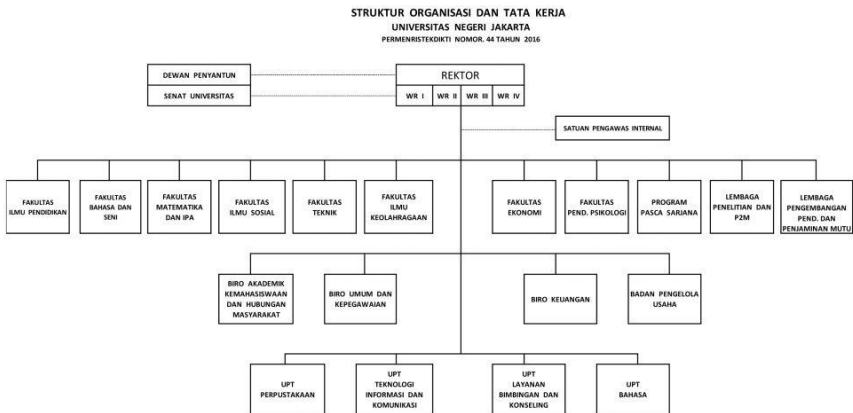 STRUKTUR ORGANISASI DAN TATA KERJA
UNIVERSITAS NEGERI JAKARTA
PERMENRISTEKDIKTI NOMOR. 44 TAHUN 2016
DEWAN PENYANTUN
SENAT UNIVERSITAS
REKTOR
WR I
WR II
WR III
WR IV
SATUAN PENGAWAS INTERNAL
FAKULTAS
ILMU PENDIDIKAN
FAKULTAS
BAHASA DAN
SENI
FAKULTAS
MATEMATIKA
DAN IPA
FAKULTAS
ILMU SOSIAL
FAKULTAS
TEKNIK
FAKULTAS
ILMU
KEOLAHRAGAAN
FAKULTAS
EKONOMI
FAKULTAS
PEND. PSIKOLOGI
PROGRAM
PASCA SARJANA
LEMBAGA
PENELITIAN DAN
P2M
LEMBAGA
PENGEMBANGAN
PEND. DAN
PENJAMINAN MUTU
BIRO AKADEMIK
KEMAHASISWAAN
DAN HUBUNGAN
MASYARAKAT
BIRO UMUM DAN
KEPEGAWAIAN
BIRO KEUANGAN
BADAN PENGELOLA
USAHA
UPT
PERPUSTAKAAN
UPT
TEKNOLOGI
INFORMASI DAN
KOMUNIKASI
UPT
LAYANAN
BIMBINGAN DAN
KONSELING
UPT
BAHASA